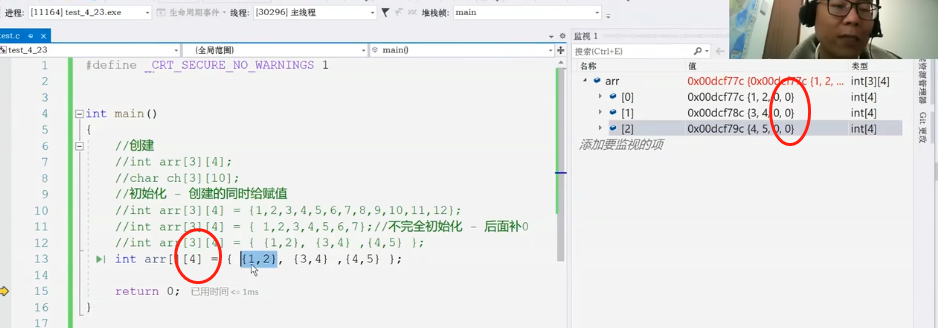 进程: [11164] test_4_23.exe 生命周期事件 线程: [30296] 主线程 堆栈帧: main
test.c
test_4_23 (全局范围) main()
1 #define _CRT_SECURE_NO_WARNINGS 1
2
3
4 int main()
5 {
6 //创建
7 //int arr[3][4];
8 //char ch[3][10];
9 //初始化 - 创建的同时给赋值
10 //int arr[3][4] = {1,2,3,4,5,6,7,8,9,10,11,12};
11 //int arr[3][4] = { 1,2,3,4,5,6,7};//不完全初始化 - 后面补0
12 //int arr[3][4] = { {1,2}, {3,4} ,{4,5} };
13 int arr[][4] = { {1,2}, {3,4} ,{4,5} };
14
15 return 0; 已用时间 <= 1ms
16 }
17
监视 1
搜索(Ctrl+E)
名称 值 类型
arr 0x00dcf77c {0x00dcf77c {1, 2, ... int[3][4]
[0] 0x00dcf77c {1, 2, 0, 0} int[4]
[1] 0x00dcf78c {3, 4, 0, 0} int[4]
[2] 0x00dcf79c {4, 5, 0, 0} int[4]
添加要监视的项
资源管理器
Git 更改